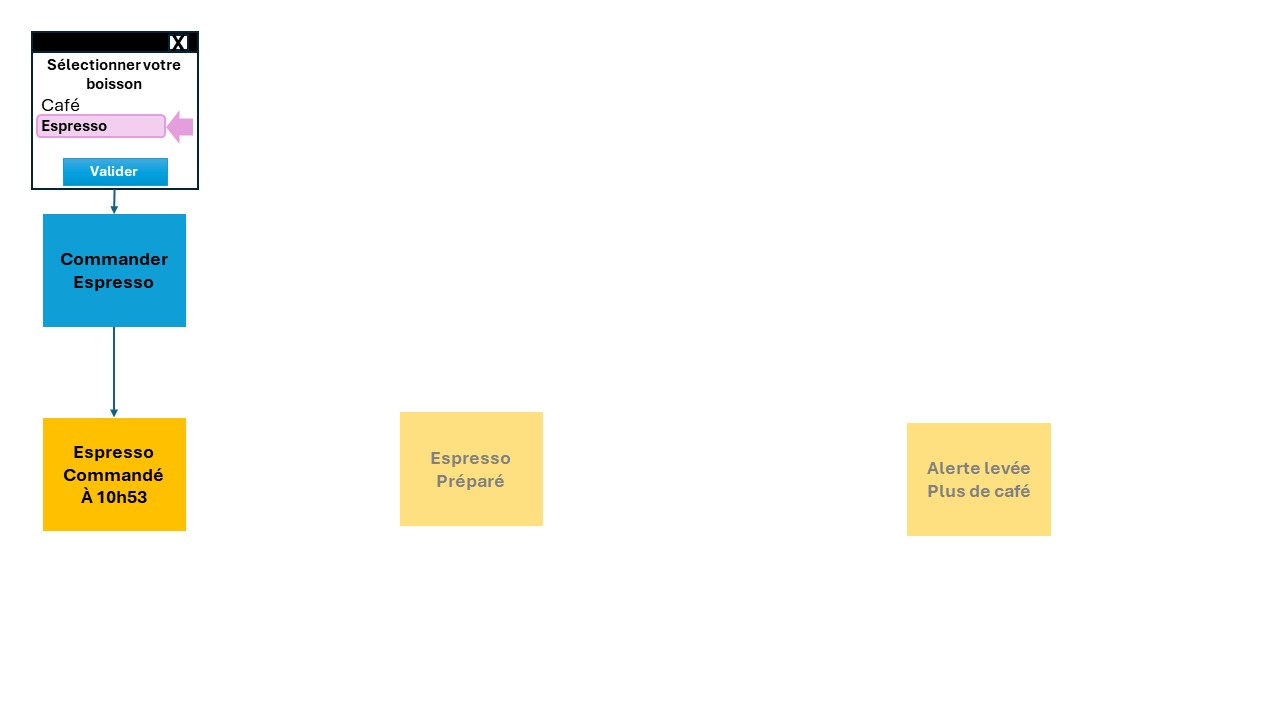 X
Sélectionner votre
boisson
Café
Espresso
Valider
Commander
Espresso
Espresso
Commandé
À 10h53
Espresso
Préparé
Alerte levée
Plus de café